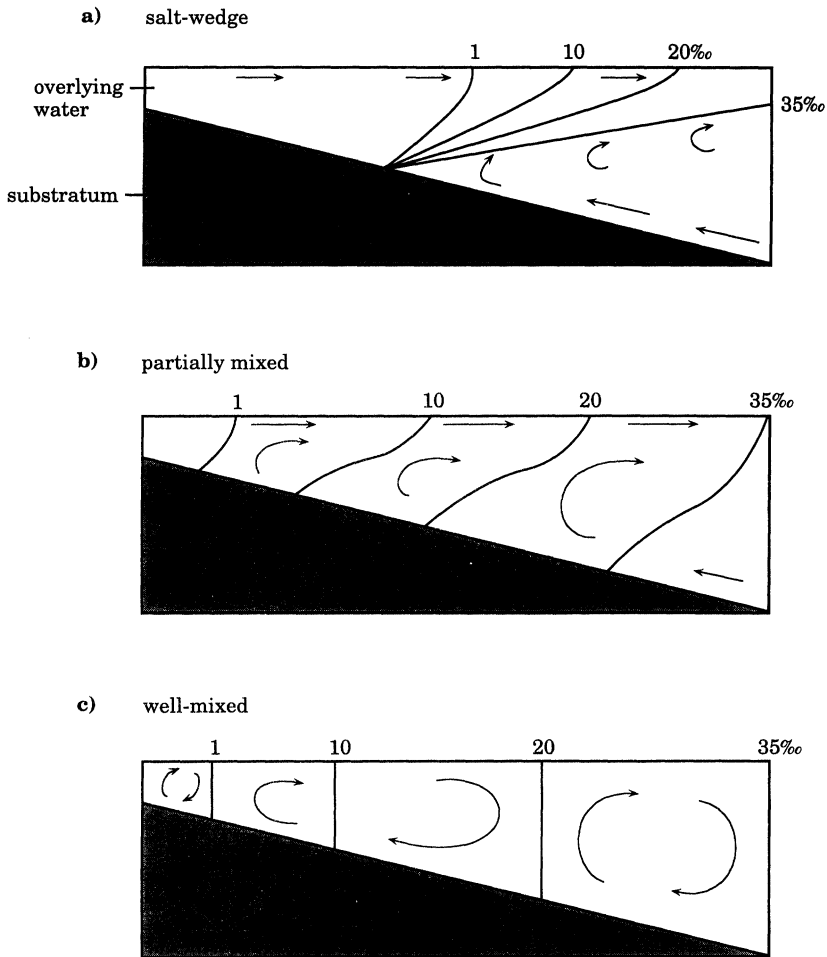 a) salt-wedge
1 10 20‰
overlying
water
35‰
substratum
b) partially mixed
1 10 20 35‰
c) well-mixed
1 10 20 35‰